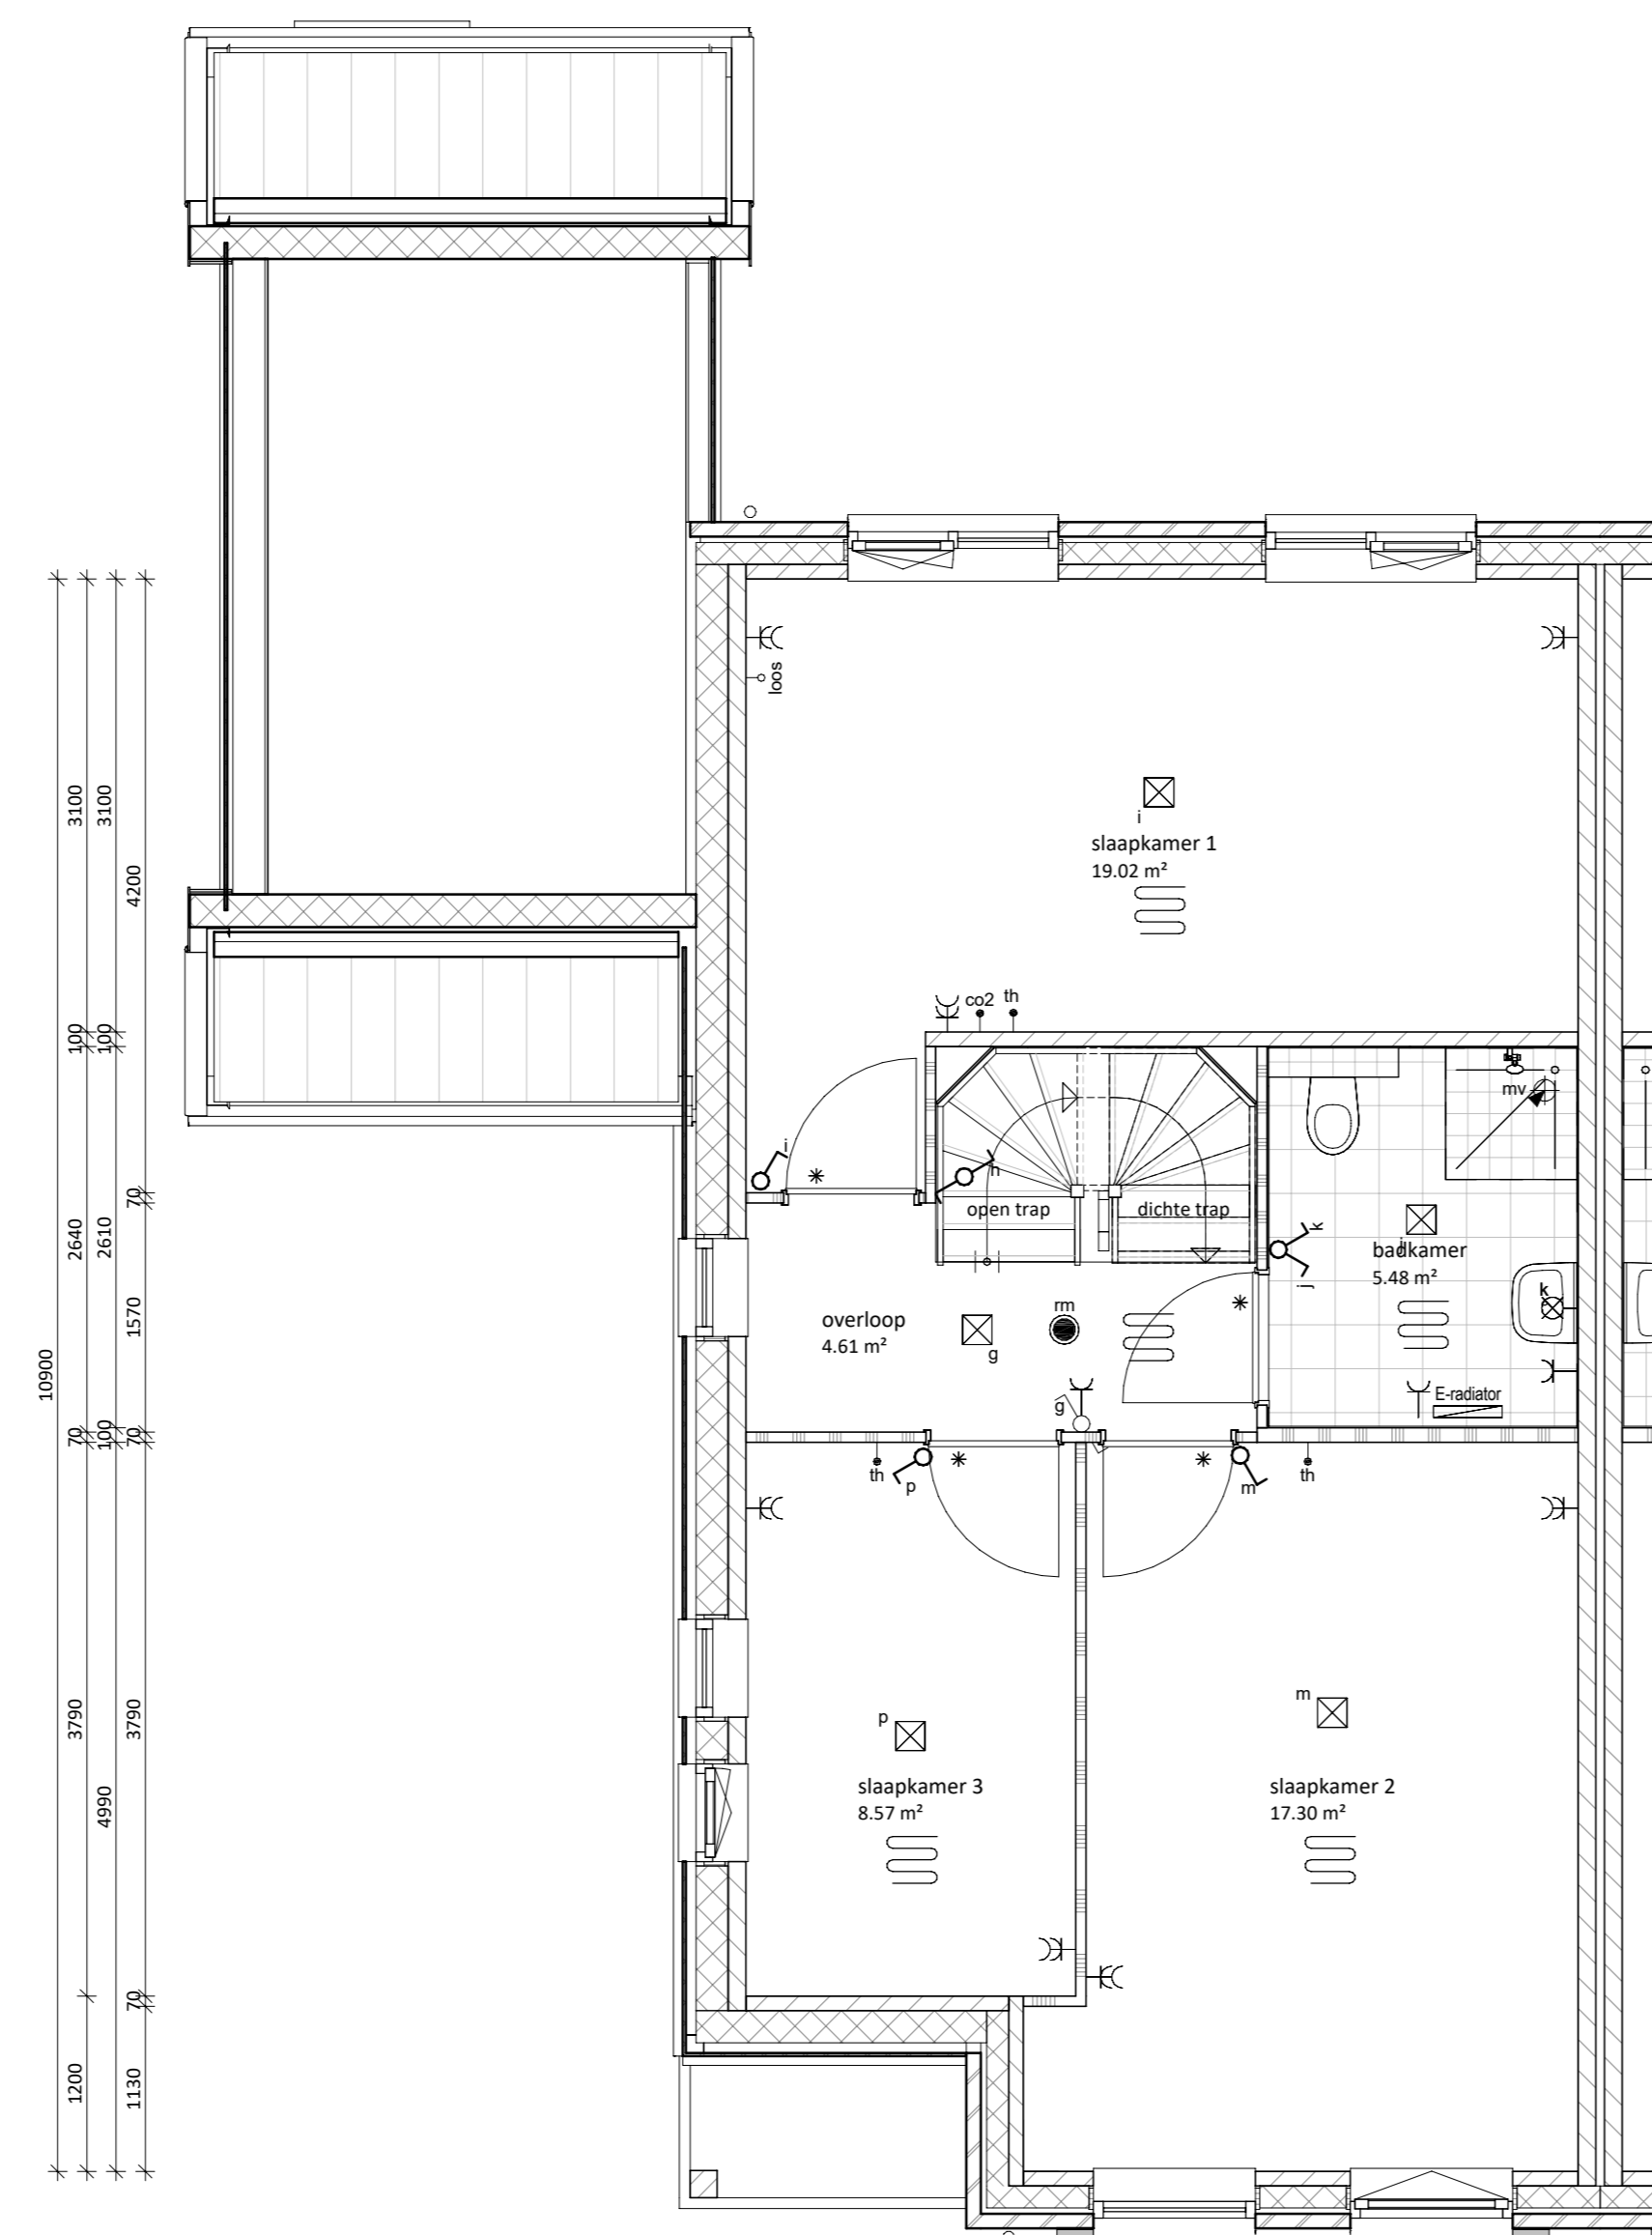 loos
i
slaapkamer 1
19.02 m²
co2 th
i
h
open trap
dichte trap
mv
k
j
j
badkamer
5.48 m²
k
E-radiator
overloop
4.61 m²
g
rm
g
th
p
m
th
p
slaapkamer 3
8.57 m²
m
slaapkamer 2
17.30 m²
10900
3100
100
2640
70
3790
1200
3100
100
2610
100
4990
4200
70
1570
70
3790
70
1130